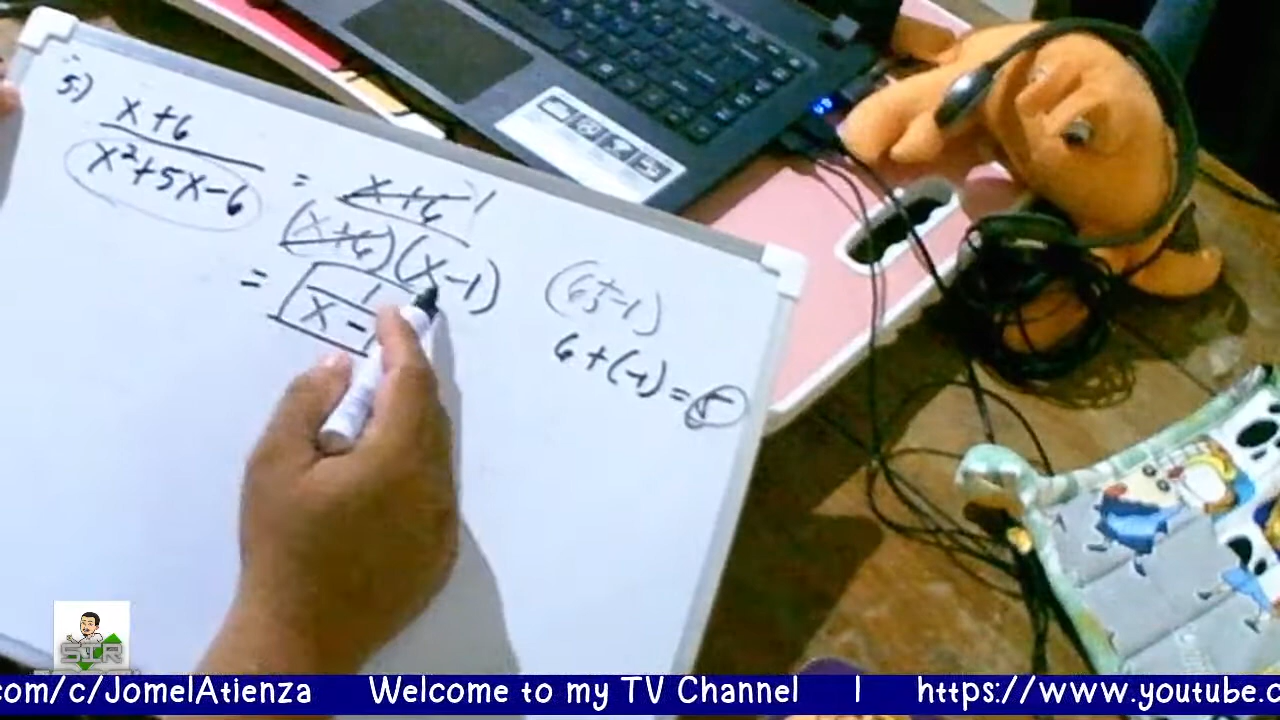 5.)
x+6
x²+5x-6
= x+6 1
(x+6)(x-1)
= 1
x-
(6, -1)
6+(-1)=5
SIR
com/c/JomelAtienza Welcome to my TV Channel | https://www.youtube.c